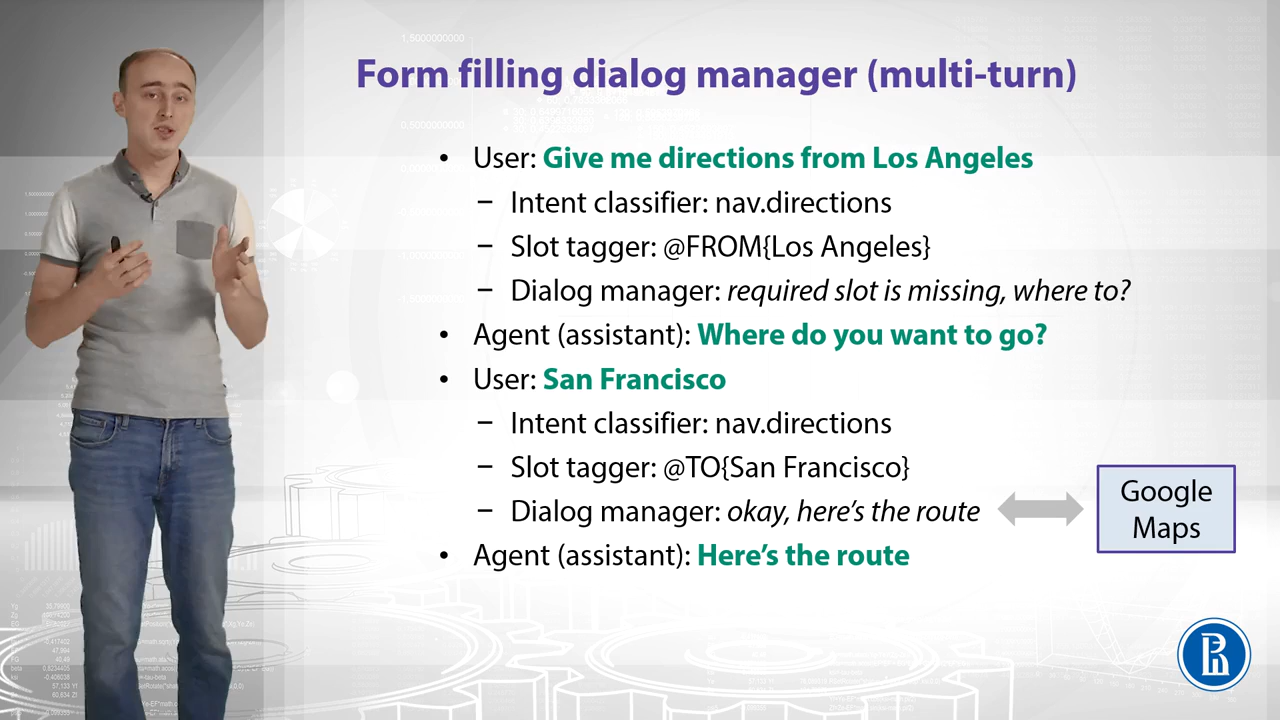 Form filling dialog manager (multi-turn)
• User: Give me directions from Los Angeles
– Intent classifier: nav.directions
– Slot tagger: @FROM{Los Angeles}
– Dialog manager: required slot is missing, where to?
• Agent (assistant): Where do you want to go?
• User: San Francisco
– Intent classifier: nav.directions
– Slot tagger: @TO{San Francisco}
– Dialog manager: okay, here's the route
Google
Maps
• Agent (assistant): Here's the route